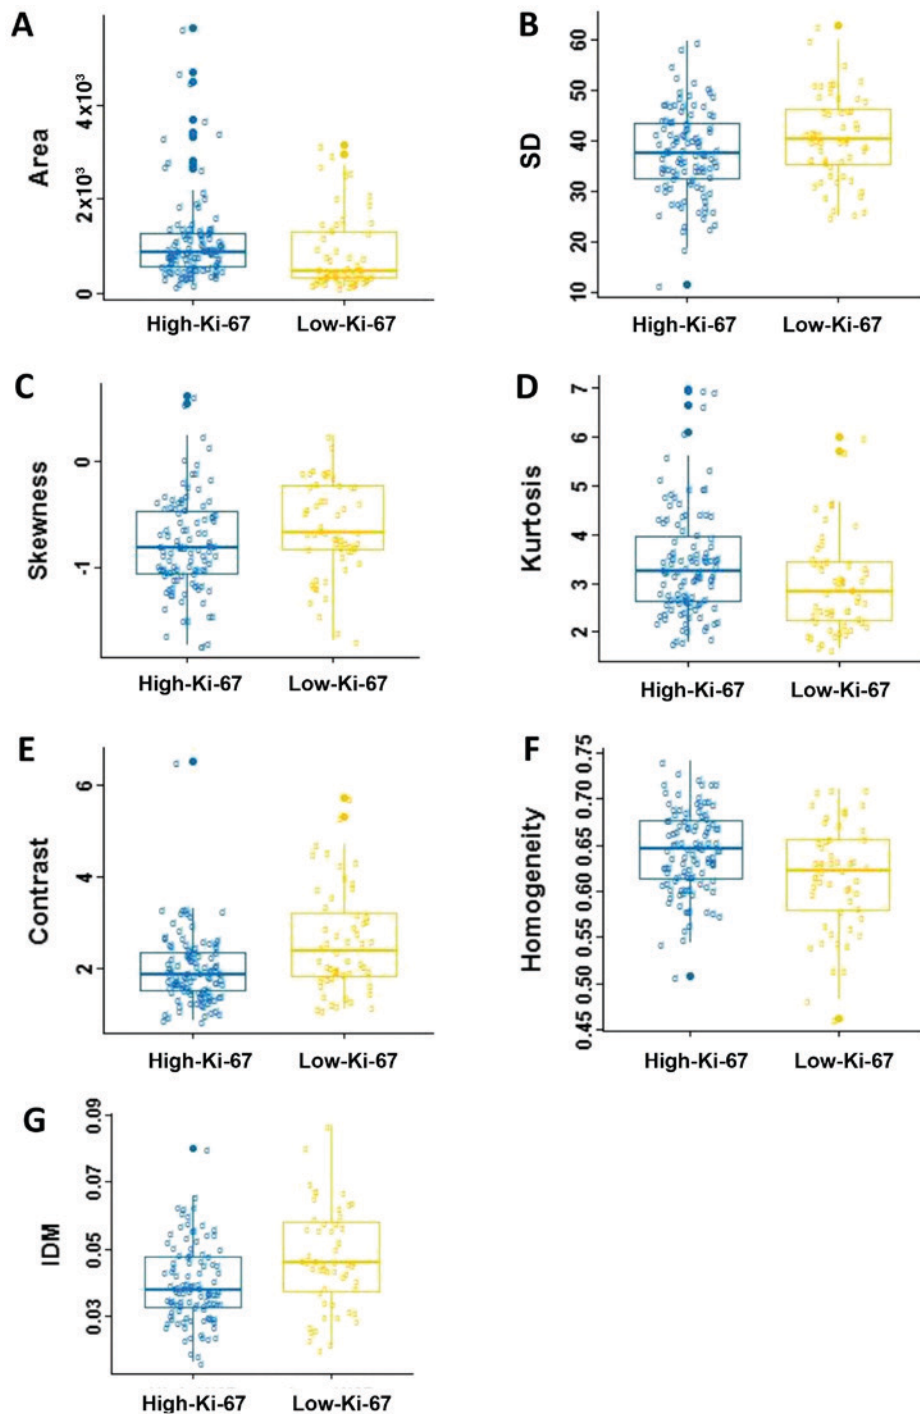 A
Area
4x10³
2x10³
0
High-Ki-67 Low-Ki-67
B
SD
60
50
40
30
20
10
High-Ki-67 Low-Ki-67
C
Skewness
0
-1
High-Ki-67 Low-Ki-67
D
Kurtosis
7
6
5
4
3
2
High-Ki-67 Low-Ki-67
E
Contrast
6
4
2
High-Ki-67 Low-Ki-67
F
Homogeneity
0.75
0.70
0.65
0.60
0.55
0.50
0.45
High-Ki-67 Low-Ki-67
G
IDM
0.09
0.07
0.05
0.03
High-Ki-67 Low-Ki-67